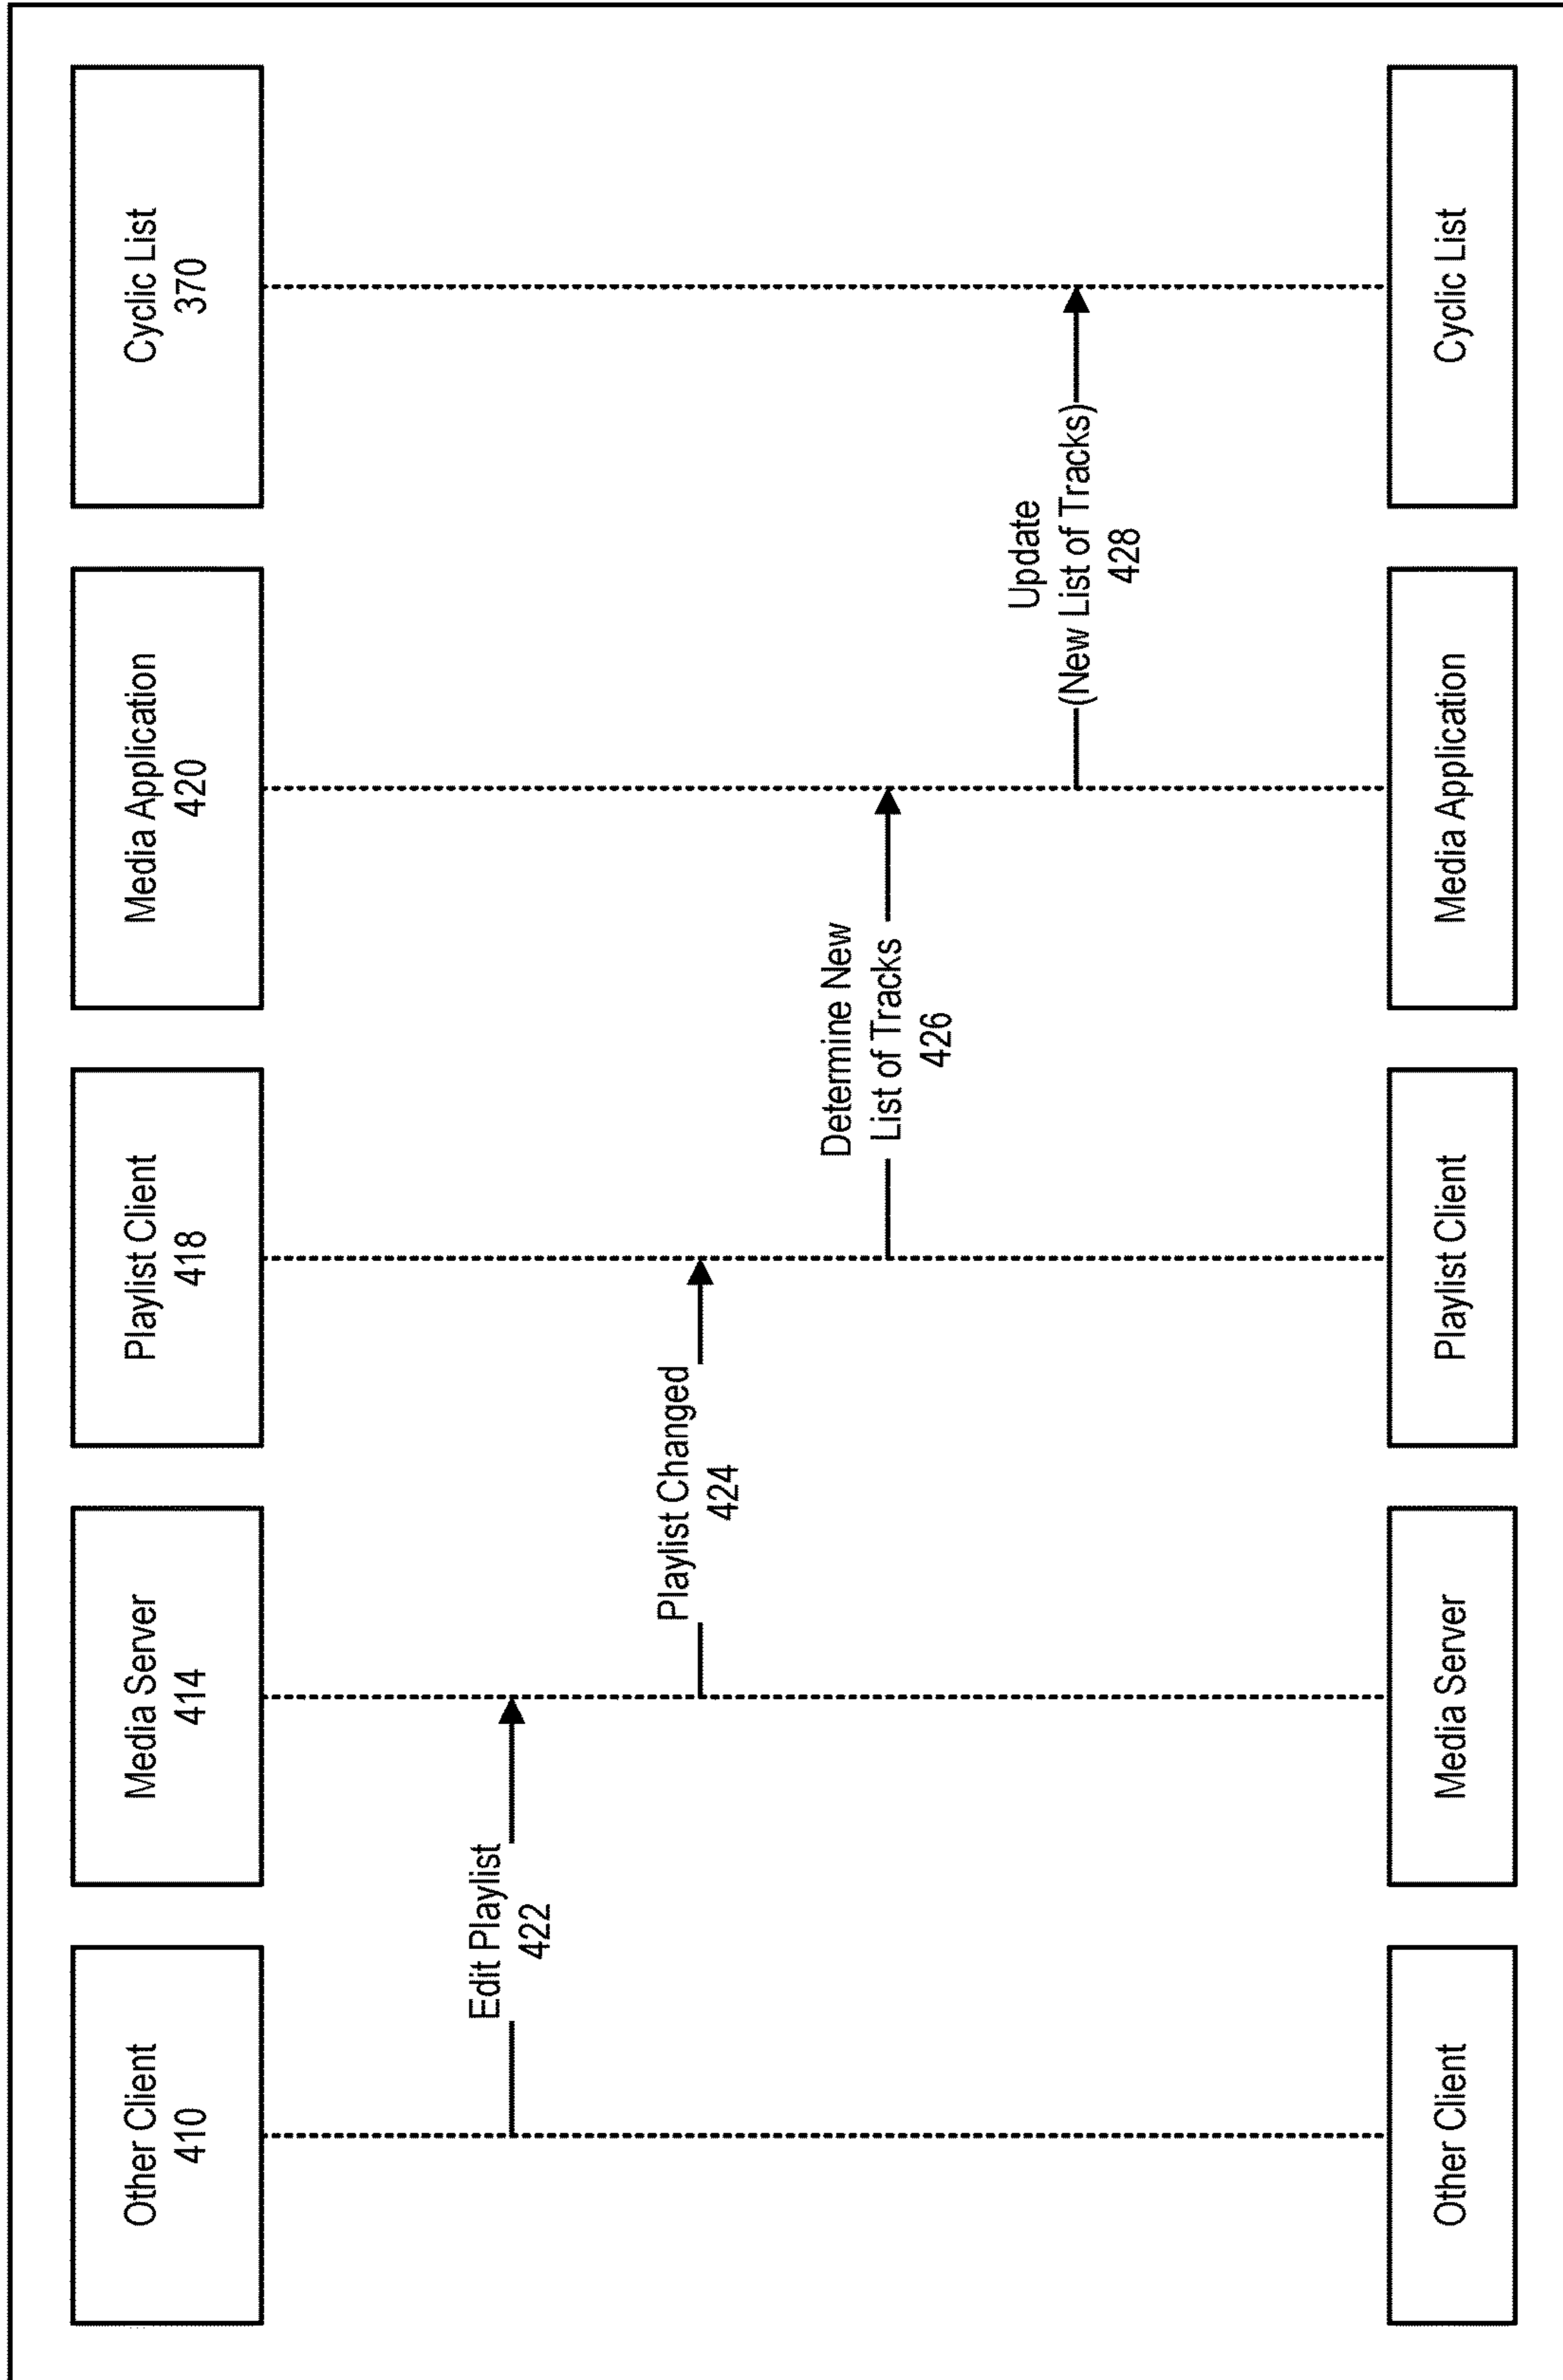 Other Client
410
Media Server
414
Playlist Client
418
Media Application
420
Cyclic List
370
Edit Playlist
422
Playlist Changed
424
Determine New
List of Tracks
426
Update
(New List of Tracks)
428
Other Client
Media Server
Playlist Client
Media Application
Cyclic List